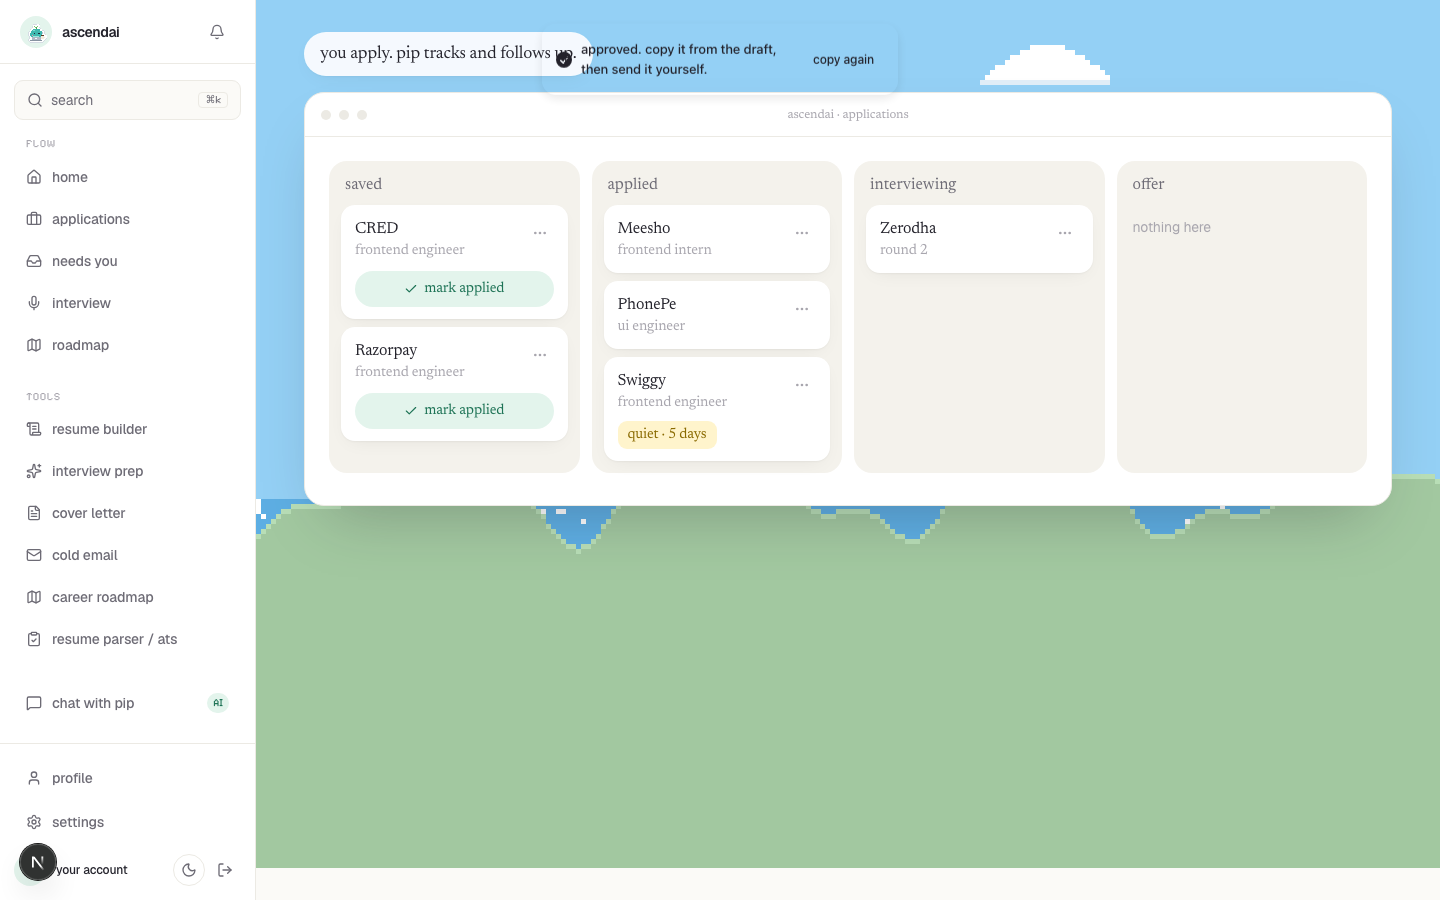 ascendai
search
⌘k
FLOW
home
applications
needs you
interview
roadmap
TOOLS
resume builder
interview prep
cover letter
cold email
career roadmap
resume parser / ats
chat with pip
AI
profile
settings
N
your account
you apply. pip tracks and follows up.
approved. copy it from the draft,
then send it yourself.
copy again
ascendai · applications
saved
CRED
frontend engineer
mark applied
Razorpay
frontend engineer
mark applied
applied
Meesho
frontend intern
PhonePe
ui engineer
Swiggy
frontend engineer
quiet · 5 days
interviewing
Zerodha
round 2
offer
nothing here